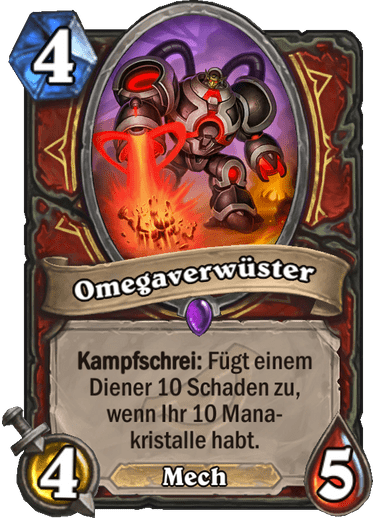 4
Omegaverwüster
Kampfschrei: Fügt einem
Diener 10 Schaden zu,
wenn Ihr 10 Mana-
kristalle habt.
4
Mech
5